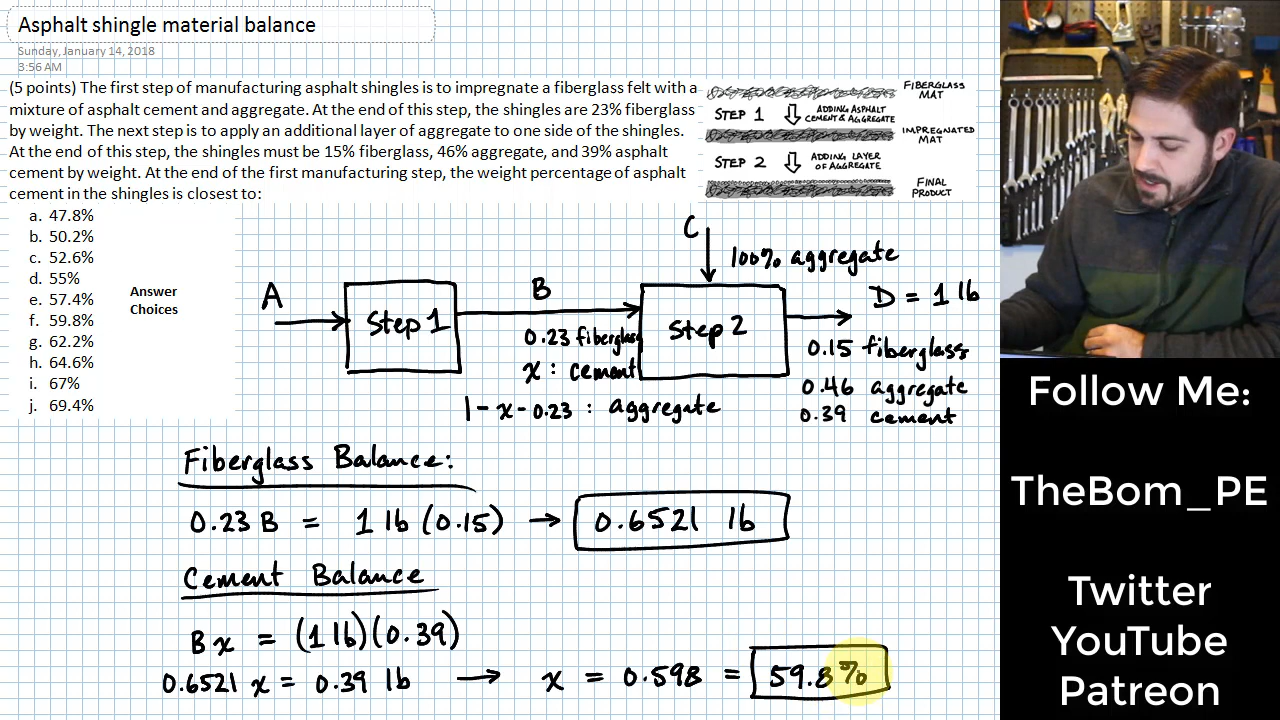 Asphalt shingle material balance
Sunday, January 14, 2018
3:56 AM
(5 points) The first step of manufacturing asphalt shingles is to impregnate a fiberglass felt with a
mixture of asphalt cement and aggregate. At the end of this step, the shingles are 23% fiberglass
by weight. The next step is to apply an additional layer of aggregate to one side of the shingles.
At the end of this step, the shingles must be 15% fiberglass, 46% aggregate, and 39% asphalt
cement by weight. At the end of the first manufacturing step, the weight percentage of asphalt
cement in the shingles is closest to:
a. 47.8%
b. 50.2%
c. 52.6%
d. 55%
e. 57.4%
f. 59.8%
g. 62.2%
h. 64.6%
i. 67%
j. 69.4%
Answer
Choices
FIBERGLASS
MAT
STEP 1
ADDING ASPHALT
CEMENT & AGGREGATE
IMPREGNATED
MAT
STEP 2
ADDING LAYER
OF AGGREGATE
FINAL
PRODUCT
A
Step 1
B
0.23 fiberglass
x : cement
1 - x - 0.23 : aggregate
C
100% aggregate
Step 2
D = 1 lb
0.15 fiberglass
0.46 aggregate
0.39 cement
Fiberglass Balance:
0.23 B = 1 lb (0.15) → 0.6521 lb
Cement Balance
B x = (1 lb)(0.39)
0.6521 x = 0.39 lb → x = 0.598 = 59.8%
Follow Me:
TheBom_PE
Twitter
YouTube
Patreon